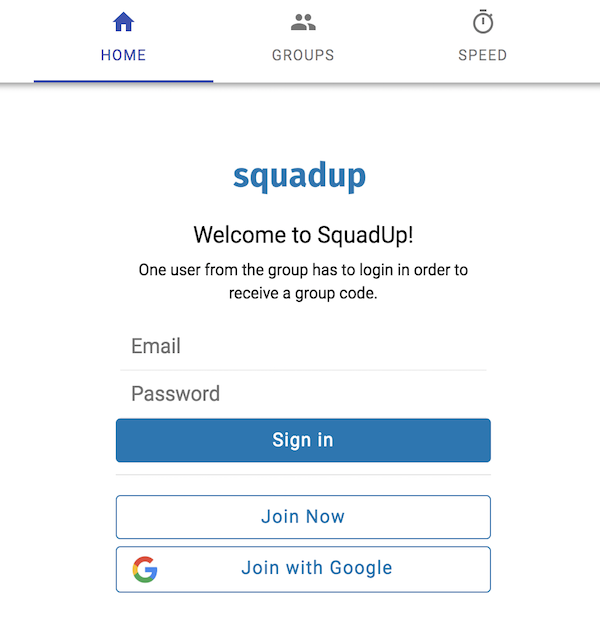 HOME
GROUPS
SPEED
squadup
Welcome to SquadUp!
One user from the group has to login in order to
receive a group code.
Email
Password
Sign in
Join Now
Join with Google